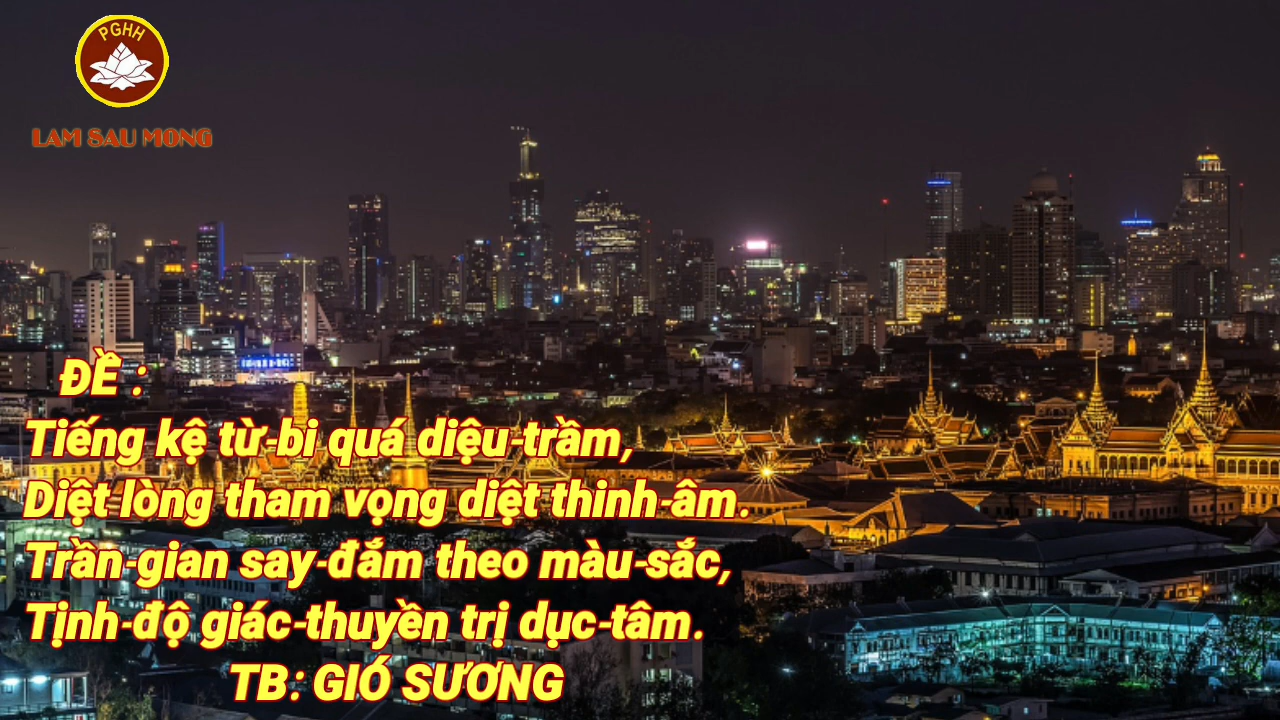 PGHH
LAM SAU MONG
ĐỀ :
Tiếng kệ từ-bi quá diệu-trầm,
Diệt lòng tham vọng diệt thinh-âm.
Trần-gian say-đắm theo màu-sắc,
Tịnh-độ giác-thuyền trị dục-tâm.
TB: GIÓ SƯƠNG